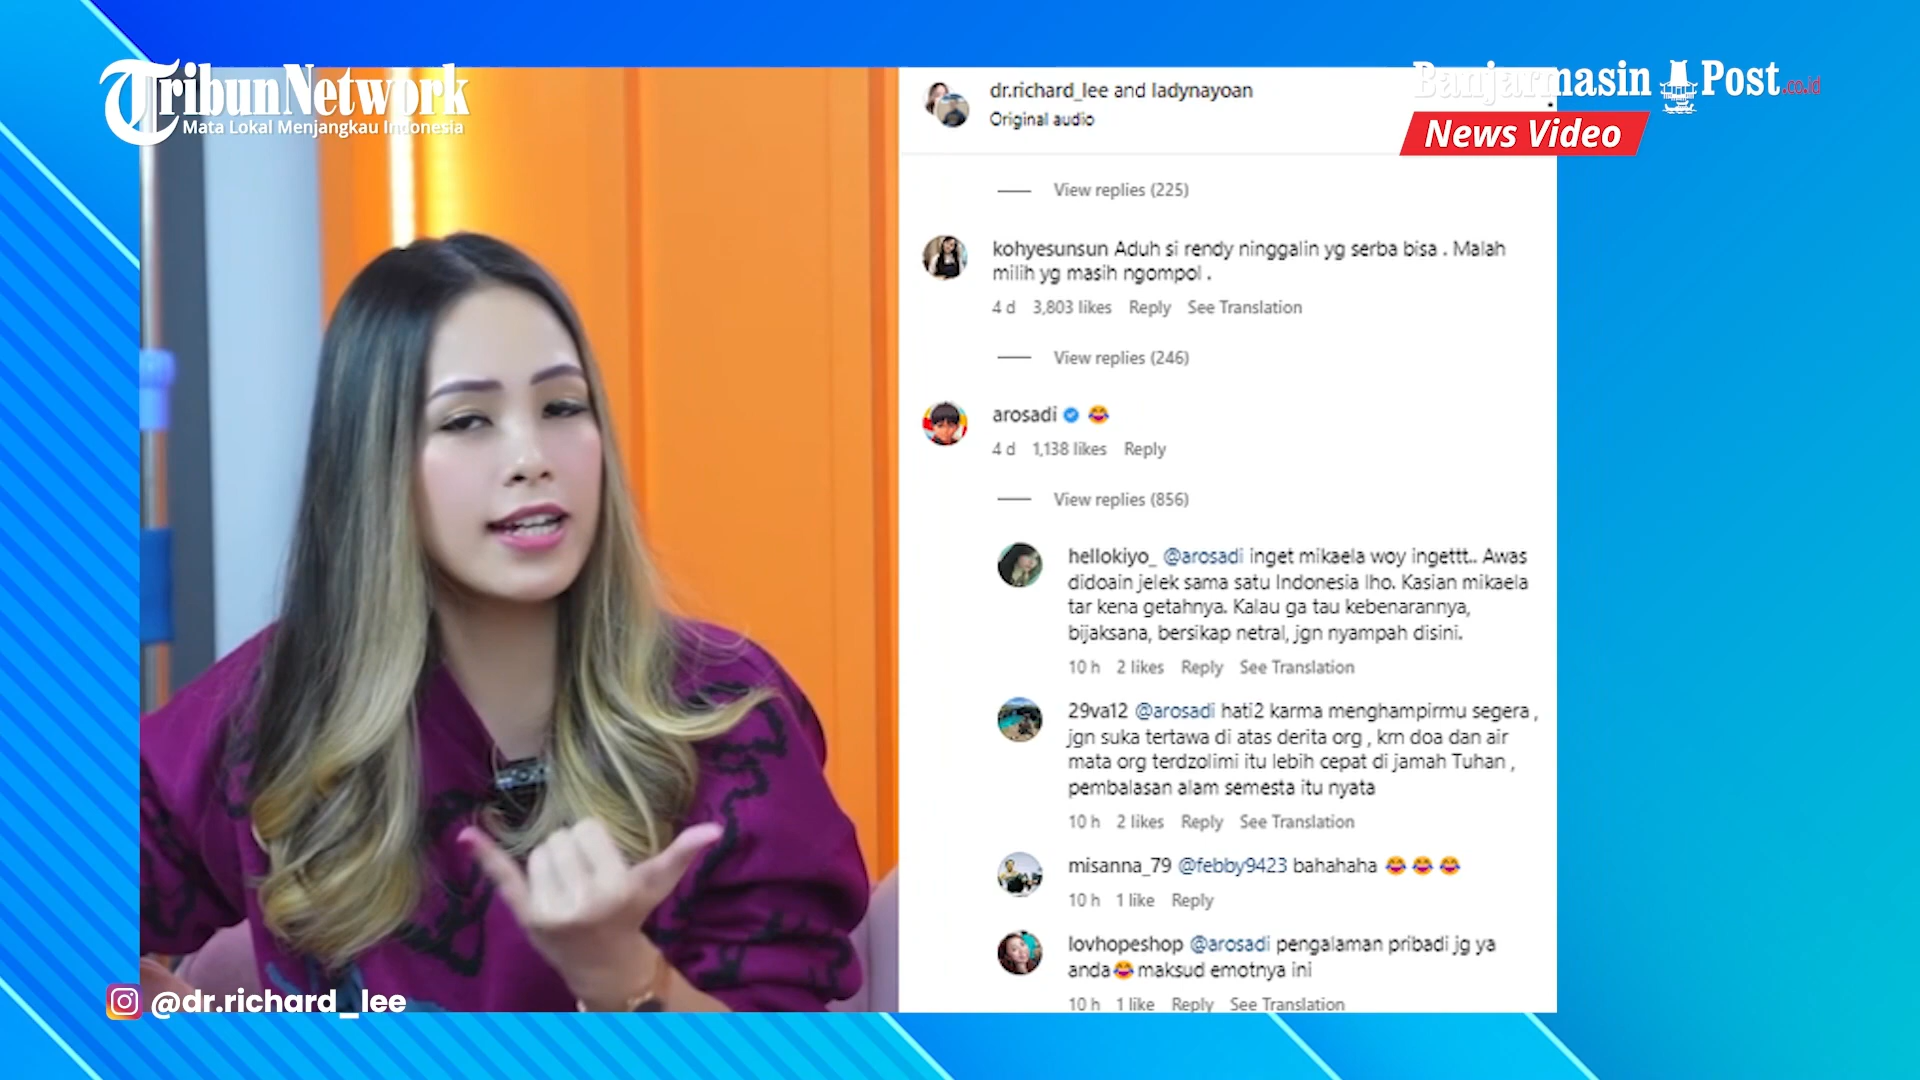 TribunNetwork
Mata Lokal Menjangkau Indonesia
Banjarmasin Post.co.id
News Video
dr.richard_lee and ladynayoan
Original audio
View replies (225)
kohyesunsun Aduh si rendy ninggalin yg serba bisa . Malah
milih yg masih ngompol .
4 d 3,803 likes Reply See Translation
View replies (246)
arosadi 😂
4 d 1,138 likes Reply
View replies (856)
hellokiyo_ @arosadi inget mikaela woy ingettt.. Awas
didoain jelek sama satu Indonesia lho. Kasian mikaela
tar kena getahnya. Kalau ga tau kebenarannya,
bijaksana, bersikap netral, jgn nyampah disini.
10 h 2 likes Reply See Translation
29va12 @arosadi hati2 karma menghampirmu segera ,
jgn suka tertawa di atas derita org , krn doa dan air
mata org terdzolimi itu lebih cepat di jamah Tuhan ,
pembalasan alam semesta itu nyata
10 h 2 likes Reply See Translation
misanna_79 @febby9423 bahahaha 😂 😂 😂
10 h 1 like Reply
lovhopeshop @arosadi pengalaman pribadi jg ya
anda😂maksud emotnya ini
10 h 1 like Reply See Translation
@dr.richard_lee